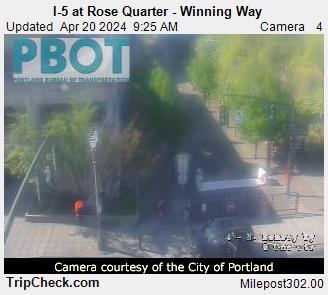 I-5 at Rose Quarter - Winning Way
Updated Apr 20 2024 9:25 AM Camera 4
PBOT
PORTLAND BUREAU OF TRANSPORTATION
Camera courtesy of the City of Portland
TripCheck.com Milepost302.00